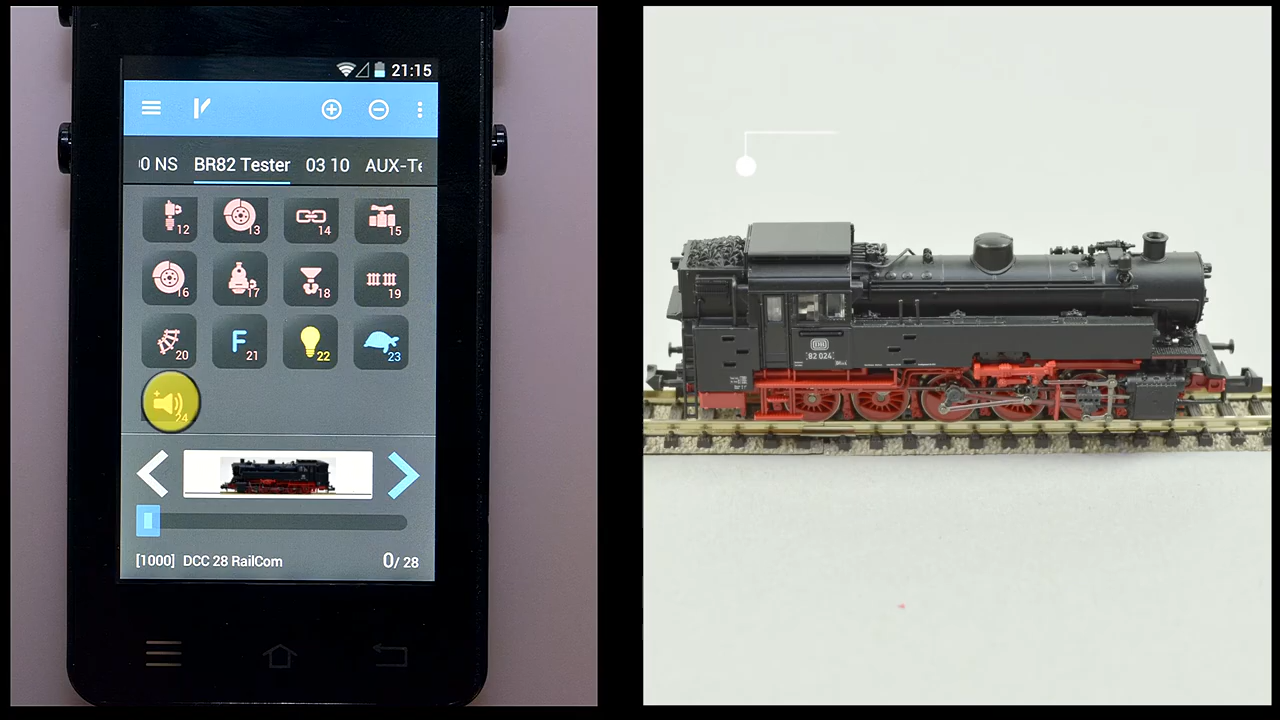 21:15
0 NS BR82 Tester 03 10 AUX-Te
12 13 14 15
16 17 18 19
20 F 21 22 23
24
[1000] DCC 28 RailCom 0/ 28
DB
82 024